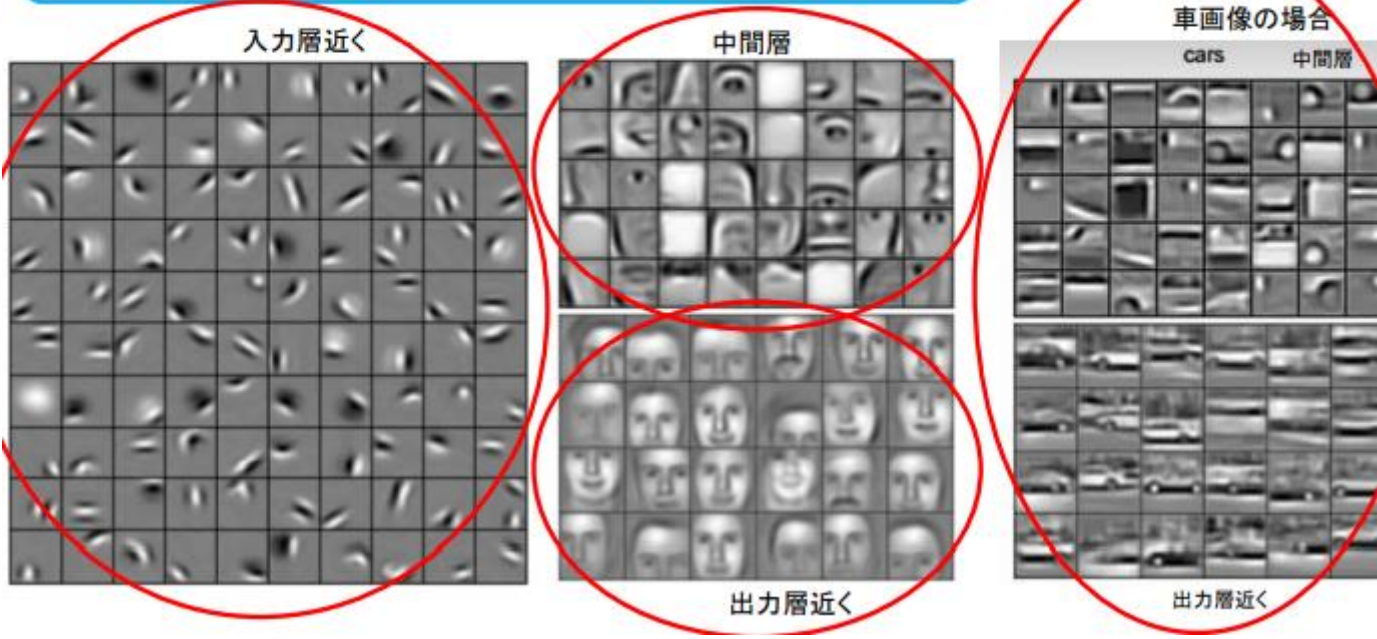 入力層近く
中間層
出力層近く
車画像の場合
cars
中間層
出力層近く